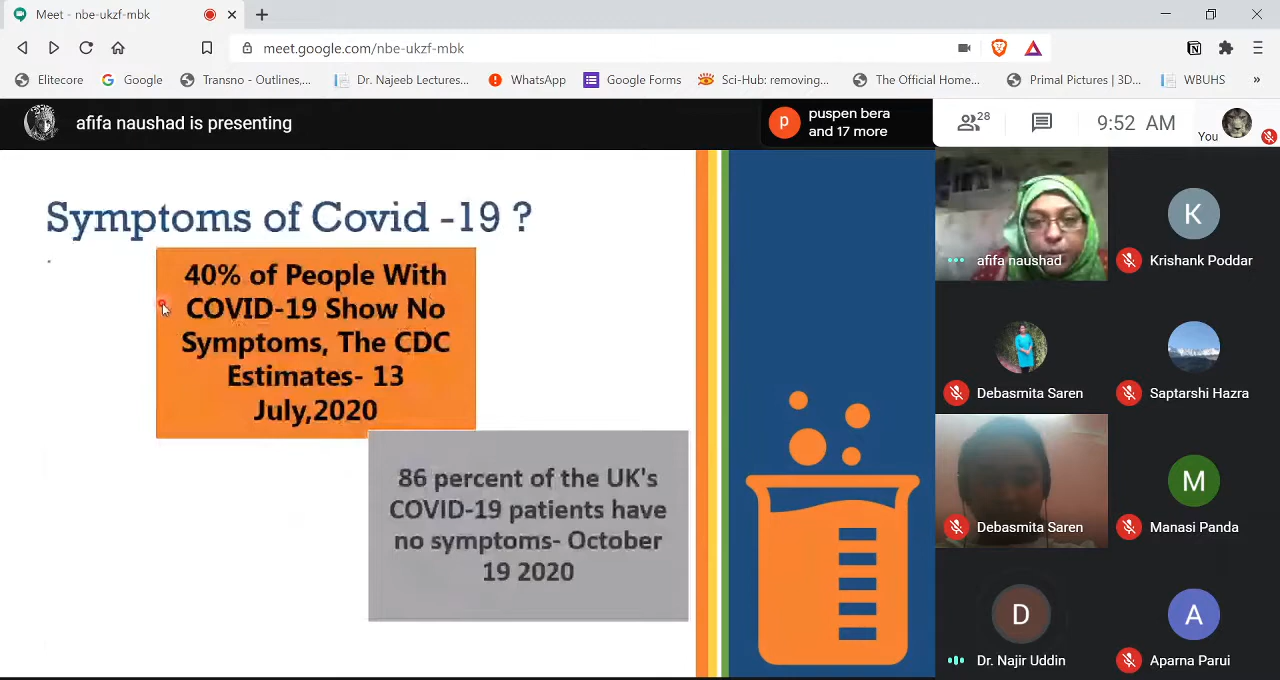 Meet - nbe-ukzf-mbk
meet.google.com/nbe-ukzf-mbk
Elitecore
Google
Transno - Outlines,...
Dr. Najeeb Lectures...
WhatsApp
Google Forms
Sci-Hub: removing...
The Official Home...
Primal Pictures | 3D...
WBUHS
»
afifa naushad is presenting
p
puspen bera
and 17 more
28
9:52 AM
You
Symptoms of Covid -19 ?
40% of People With
COVID-19 Show No
Symptoms, The CDC
Estimates- 13
July,2020
86 percent of the UK's
COVID-19 patients have
no symptoms- October
19 2020
afifa naushad
K
Krishank Poddar
Debasmita Saren
Saptarshi Hazra
Debasmita Saren
M
Manasi Panda
D
Dr. Najir Uddin
A
Aparna Parui